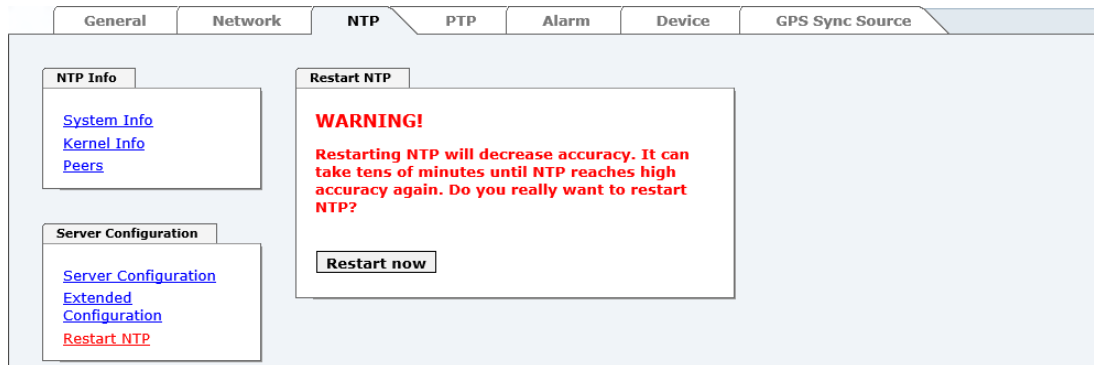 General Network NTP PTP Alarm Device GPS Sync Source
NTP Info
System Info
Kernel Info
Peers
Server Configuration
Server Configuration
Extended
Configuration
Restart NTP
Restart NTP
WARNING!
Restarting NTP will decrease accuracy. It can
take tens of minutes until NTP reaches high
accuracy again. Do you really want to restart
NTP?
Restart now